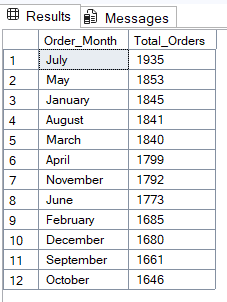 Results Messages
Order_Month Total_Orders
1 July 1935
2 May 1853
3 January 1845
4 August 1841
5 March 1840
6 April 1799
7 November 1792
8 June 1773
9 February 1685
10 December 1680
11 September 1661
12 October 1646